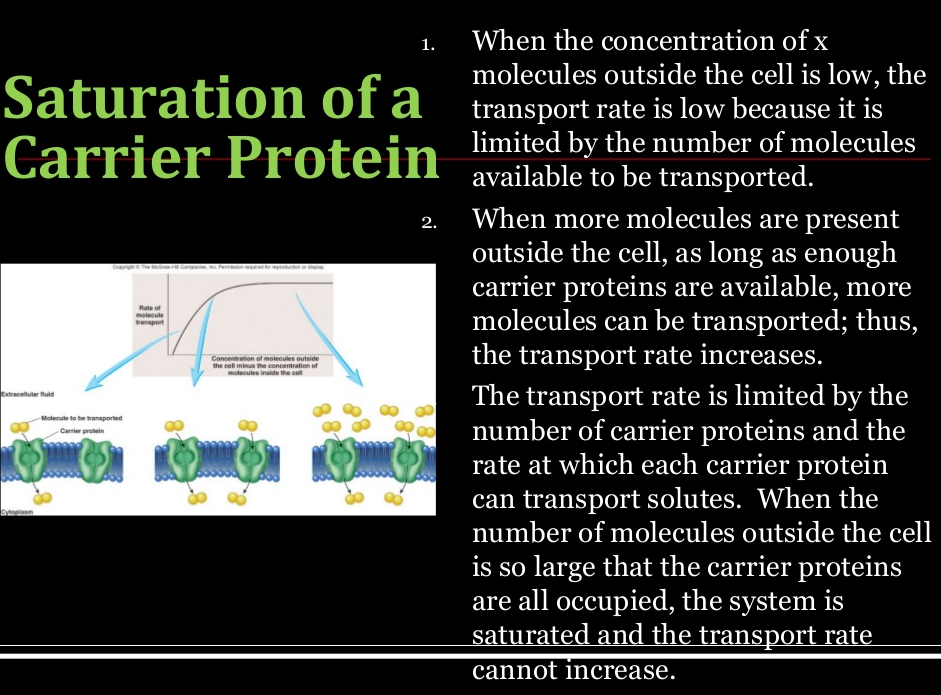 Saturation of a
Carrier Protein
1. When the concentration of x
molecules outside the cell is low, the
transport rate is low because it is
limited by the number of molecules
available to be transported.
2. When more molecules are present
outside the cell, as long as enough
carrier proteins are available, more
molecules can be transported; thus,
the transport rate increases.
The transport rate is limited by the
number of carrier proteins and the
rate at which each carrier protein
can transport solutes.  When the
number of molecules outside the cell
is so large that the carrier proteins
are all occupied, the system is
saturated and the transport rate
cannot increase.
Copyright © The McGraw-Hill Companies, Inc. Permission required for reproduction or display
Rate of
molecule
transport
Concentration of molecules outside
the cell minus the concentration of
molecules inside the cell
Extracellular fluid
Molecule to be transported
Carrier protein
Cytoplasm